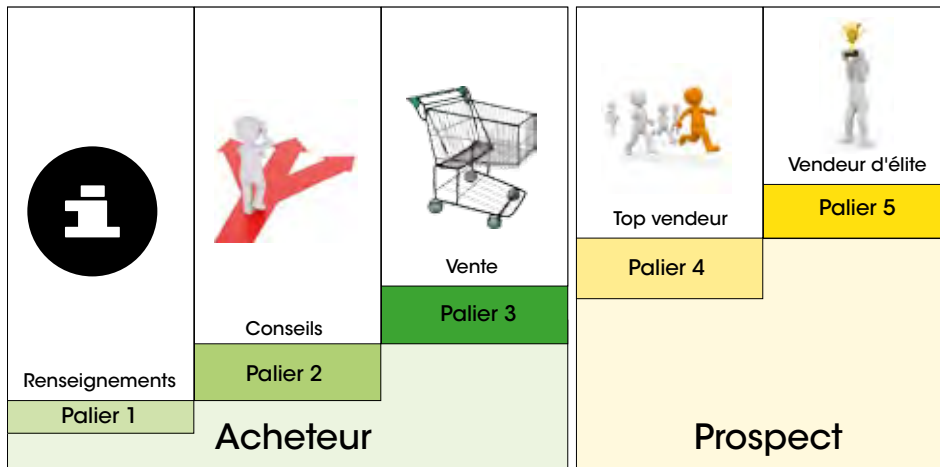 Renseignements
Palier 1
Conseils
Palier 2
Vente
Palier 3
Acheteur
Top vendeur
Palier 4
Vendeur d'élite
Palier 5
Prospect